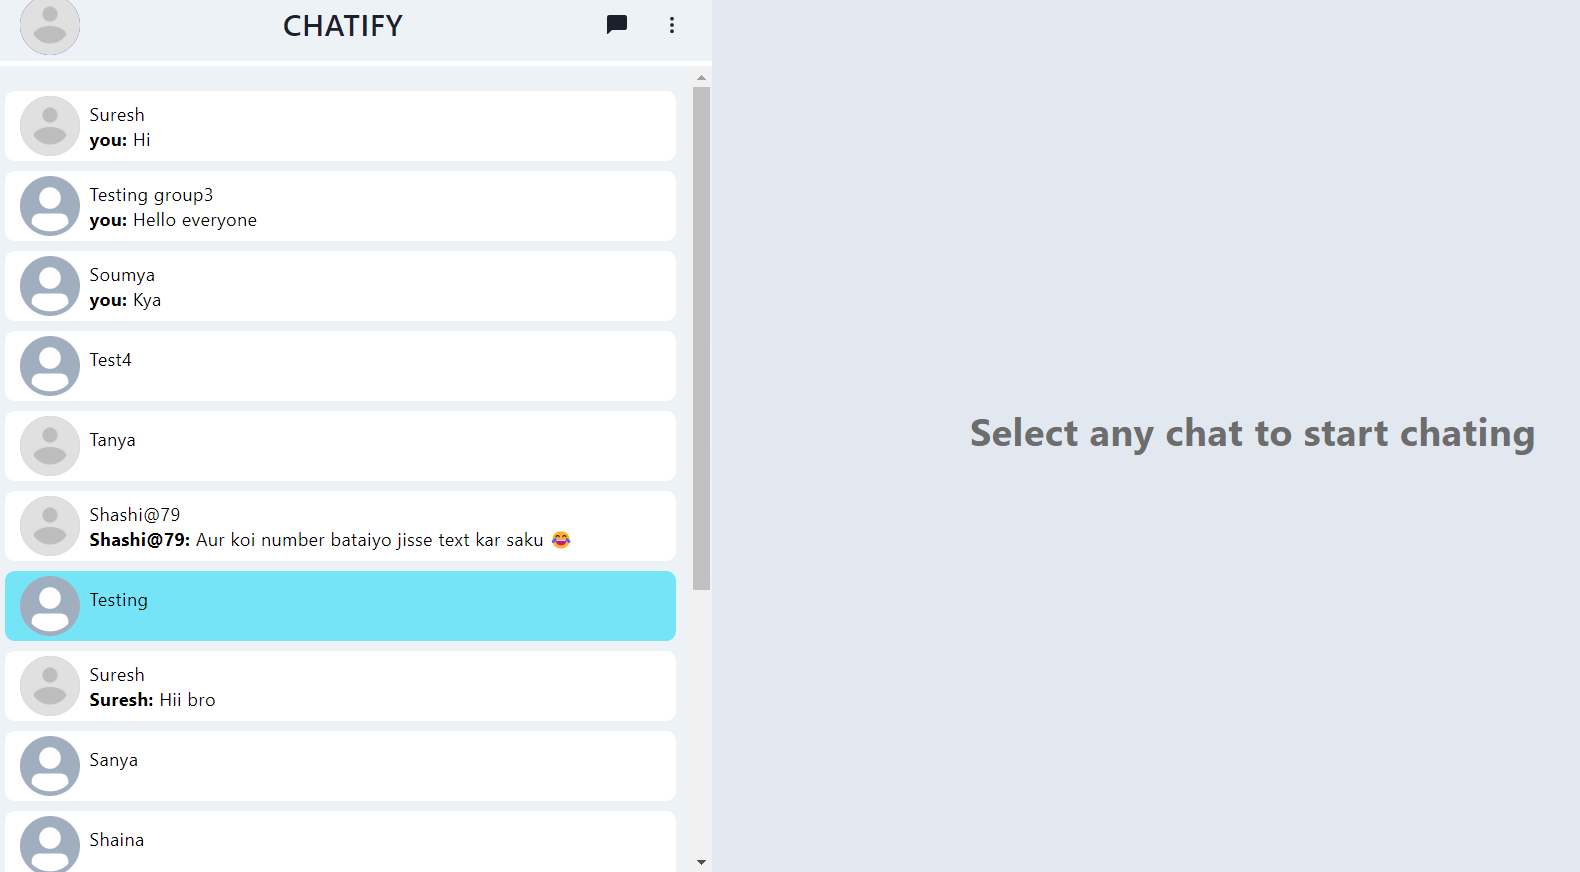 CHATIFY
Suresh
you: Hi
Testing group3
you: Hello everyone
Soumya
you: Kya
Test4
Tanya
Shashi@79
Shashi@79: Aur koi number bataiyo jisse text kar saku 😂
Testing
Suresh
Suresh: Hii bro
Sanya
Shaina
Select any chat to start chating